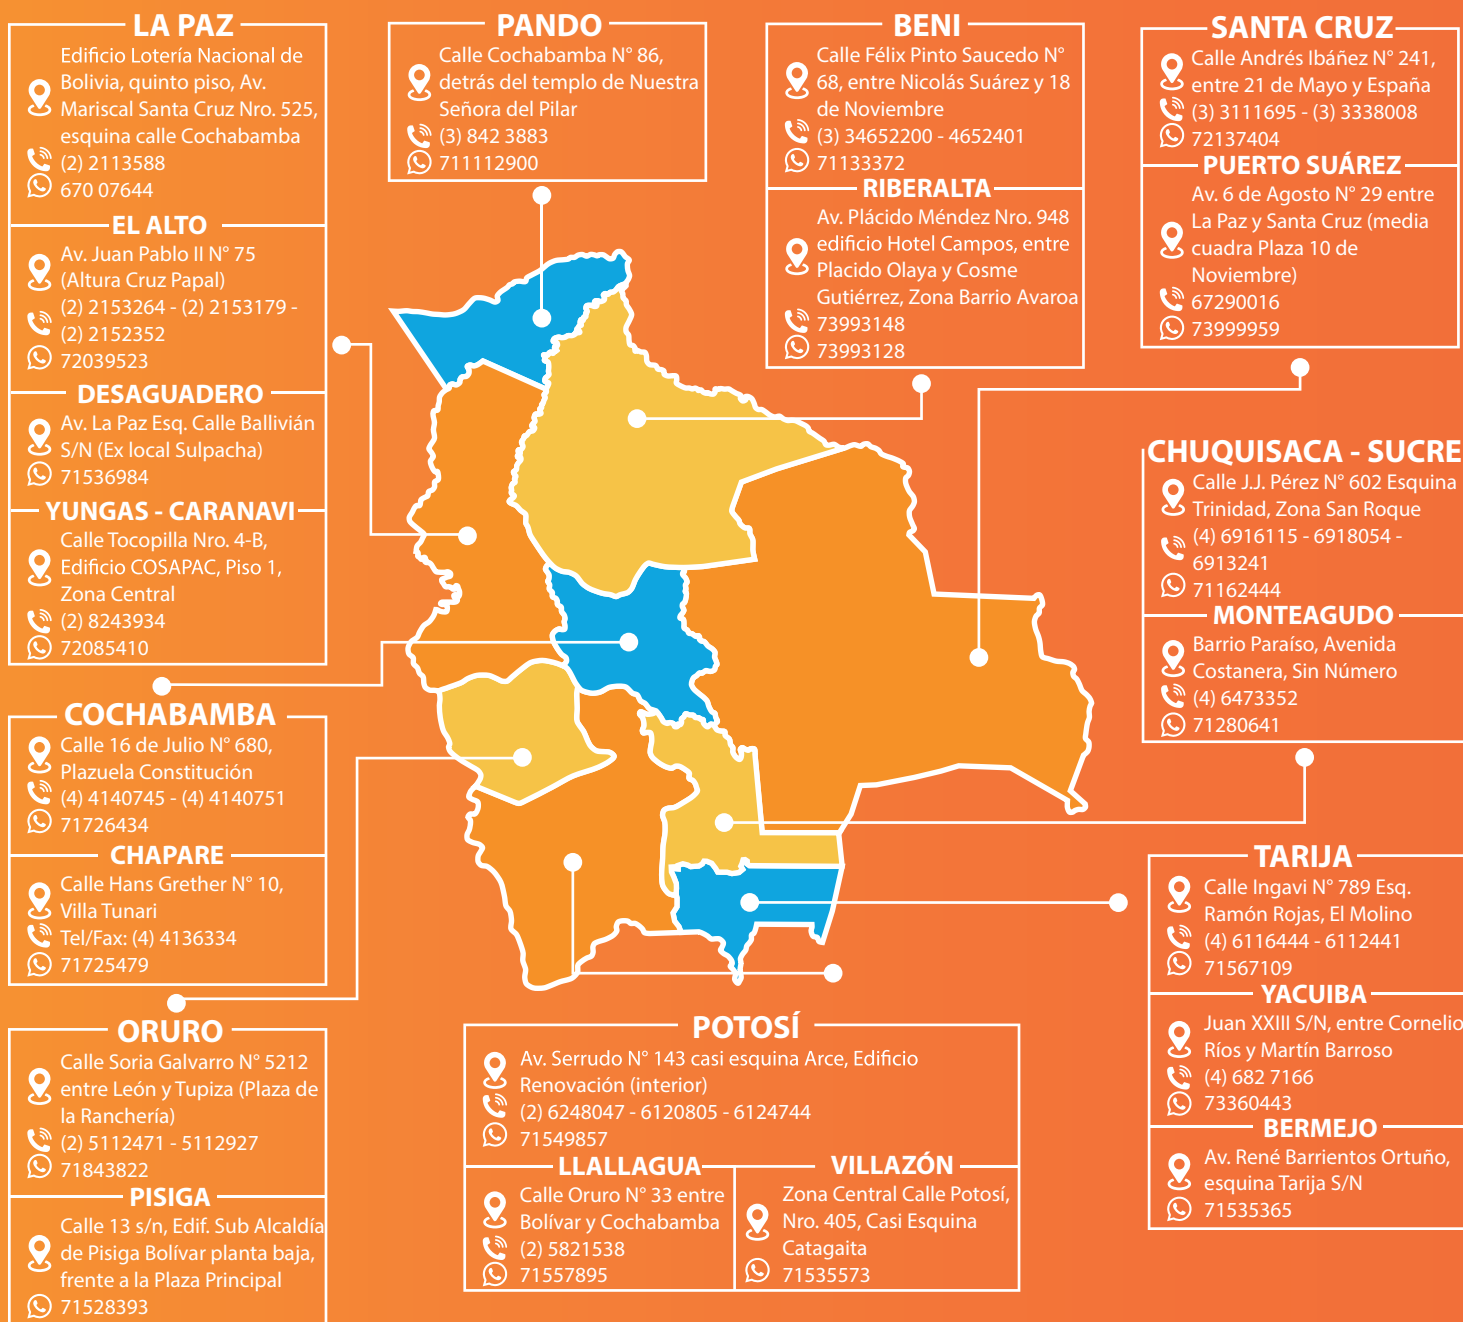 LA PAZ
Edificio Lotería Nacional de
Bolivia, quinto piso, Av.
Mariscal Santa Cruz Nro. 525,
esquina calle Cochabamba
(2) 2113588
670 07644
EL ALTO
Av. Juan Pablo II N° 75
(Altura Cruz Papal)
(2) 2153264 - (2) 2153179 -
(2) 2152352
72039523
DESAGUADERO
Av. La Paz Esq. Calle Ballivián
S/N (Ex local Sulpacha)
71536984
YUNGAS - CARANAVI
Calle Tocopilla Nro. 4-B,
Edificio COSAPAC, Piso 1,
Zona Central
(2) 8243934
72085410
COCHABAMBA
Calle 16 de Julio N° 680,
Plazuela Constitución
(4) 4140745 - (4) 4140751
71726434
CHAPARE
Calle Hans Grether N° 10,
Villa Tunari
Tel/Fax: (4) 4136334
71725479
ORURO
Calle Soria Galvarro N° 5212
entre León y Tupiza (Plaza de
la Ranchería)
(2) 5112471 - 5112927
71843822
PISIGA
Calle 13 s/n, Edif. Sub Alcaldía
de Pisiga Bolívar planta baja,
frente a la Plaza Principal
71528393
PANDO
Calle Cochabamba N° 86,
detrás del templo de Nuestra
Señora del Pilar
(3) 842 3883
711112900
BENI
Calle Félix Pinto Saucedo N°
68, entre Nicolás Suárez y 18
de Noviembre
(3) 34652200 - 4652401
71133372
RIBERALTA
Av. Plácido Méndez Nro. 948
edificio Hotel Campos, entre
Placido Olaya y Cosme
Gutiérrez, Zona Barrio Avaroa
73993148
73993128
SANTA CRUZ
Calle Andrés Ibáñez N° 241,
entre 21 de Mayo y España
(3) 3111695 - (3) 3338008
72137404
PUERTO SUÁREZ
Av. 6 de Agosto N° 29 entre
La Paz y Santa Cruz (media
cuadra Plaza 10 de
Noviembre)
67290016
73999959
CHUQUISACA - SUCRE
Calle J.J. Pérez N° 602 Esquina
Trinidad, Zona San Roque
(4) 6916115 - 6918054 -
6913241
71162444
MONTEAGUDO
Barrio Paraíso, Avenida
Costanera, Sin Número
(4) 6473352
71280641
TARIJA
Calle Ingavi N° 789 Esq.
Ramón Rojas, El Molino
(4) 6116444 - 6112441
71567109
YACUIBA
Juan XXIII S/N, entre Cornelio
Ríos y Martín Barroso
(4) 682 7166
73360443
BERMEJO
Av. René Barrientos Ortuño,
esquina Tarija S/N
71535365
POTOSÍ
Av. Serrudo N° 143 casi esquina Arce, Edificio
Renovación (interior)
(2) 6248047 - 6120805 - 6124744
71549857
LLALLAGUA
Calle Oruro N° 33 entre
Bolívar y Cochabamba
(2) 5821538
71557895
VILLAZÓN
Zona Central Calle Potosí,
Nro. 405, Casi Esquina
Catagaita
71535573